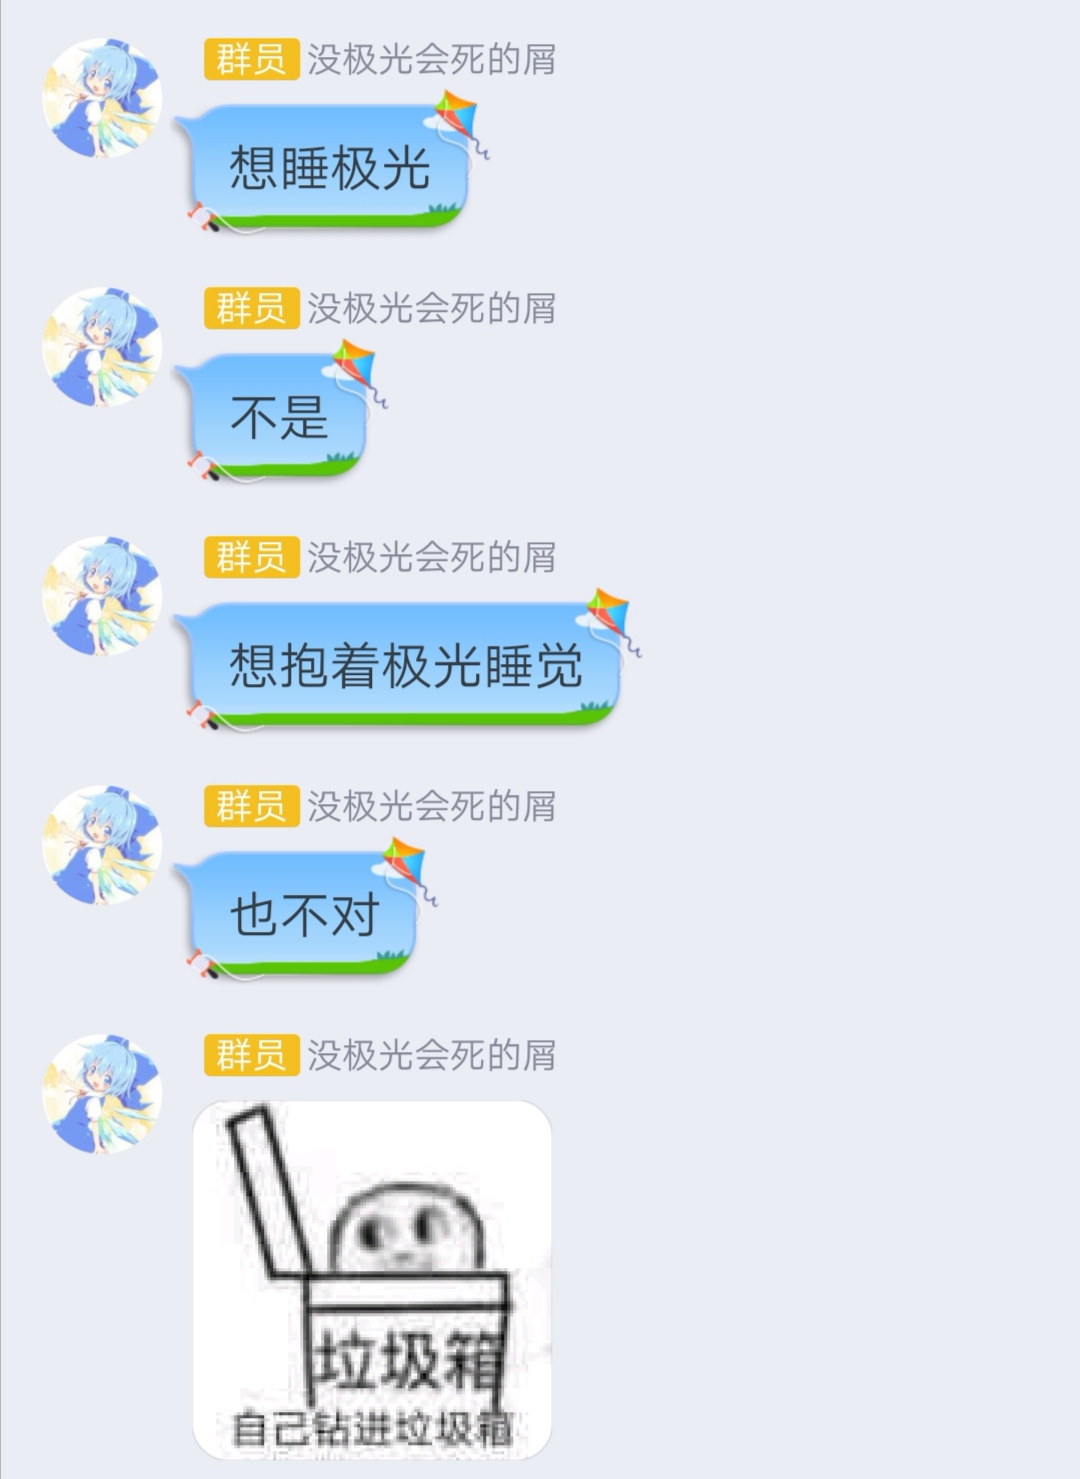 群员 没极光会死的屑
想睡极光
群员 没极光会死的屑
不是
群员 没极光会死的屑
想抱着极光睡觉
群员 没极光会死的屑
也不对
群员 没极光会死的屑
垃圾箱
自己钻进垃圾箱